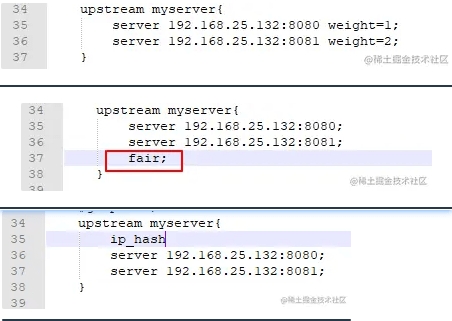 34 upstream myserver{
35 server 192.168.25.132:8080 weight=1;
36 server 192.168.25.132:8081 weight=2;
37 }
@稀土掘金技术社区
34 upstream myserver{
35 server 192.168.25.132:8080;
36 server 192.168.25.132:8081;
37 fair;
38 }
@稀土掘金技术社区
39
34 upstream myserver{
35 ip_hash
36 server 192.168.25.132:8080;
37 server 192.168.25.132:8081;
38 }
39
@稀土掘金技术社区